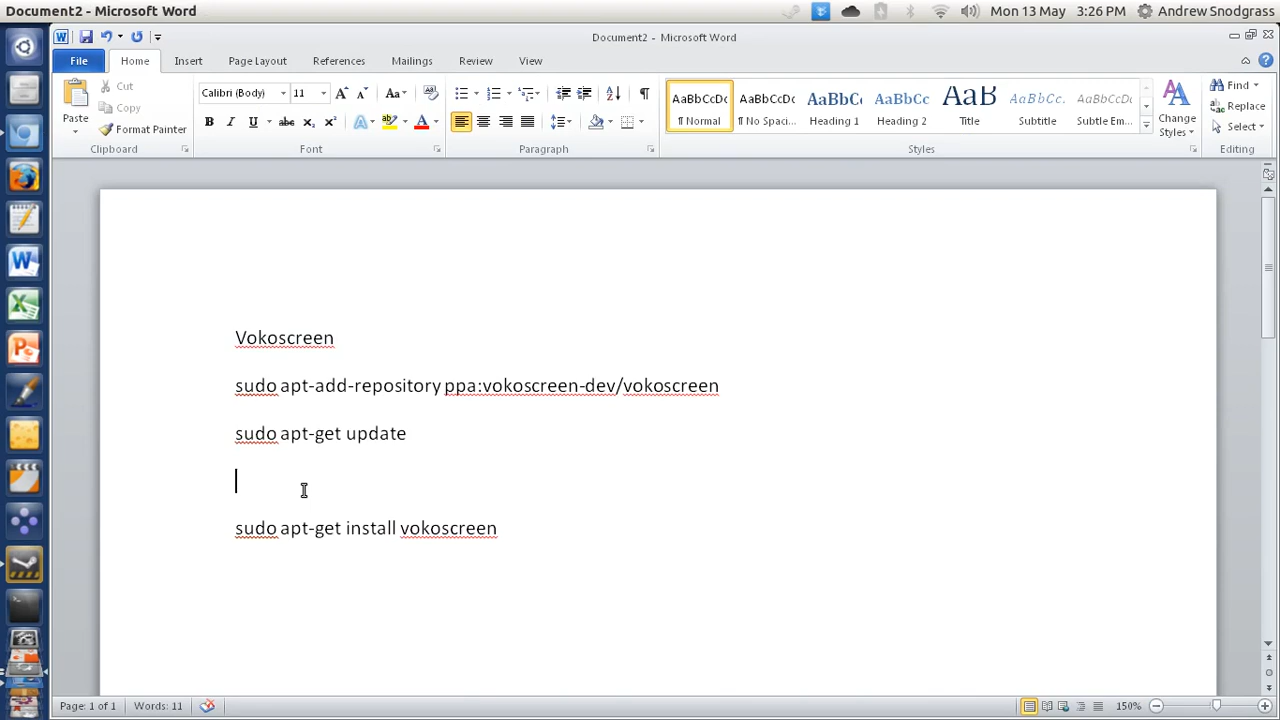 Document2 - Microsoft Word
Mon 13 May 3:26 PM Andrew Snodgrass
Document2 - Microsoft Word
File Home Insert Page Layout References Mailings Review View
Paste
Cut
Copy
Format Painter
Clipboard
Calibri (Body) 11
Font
Paragraph
AaBbCcDc AaBbCcDc AaBbCc AaBbCc AaB AaBbCc. AaBbCcDc
¶ Normal ¶ No Spaci... Heading 1 Heading 2 Title Subtitle Subtle Em...
Change Styles
Styles
Find
Replace
Select
Editing
Vokoscreen
sudo apt-add-repository ppa:vokoscreen-dev/vokoscreen
sudo apt-get update
sudo apt-get install vokoscreen
Page: 1 of 1 Words: 11 150%